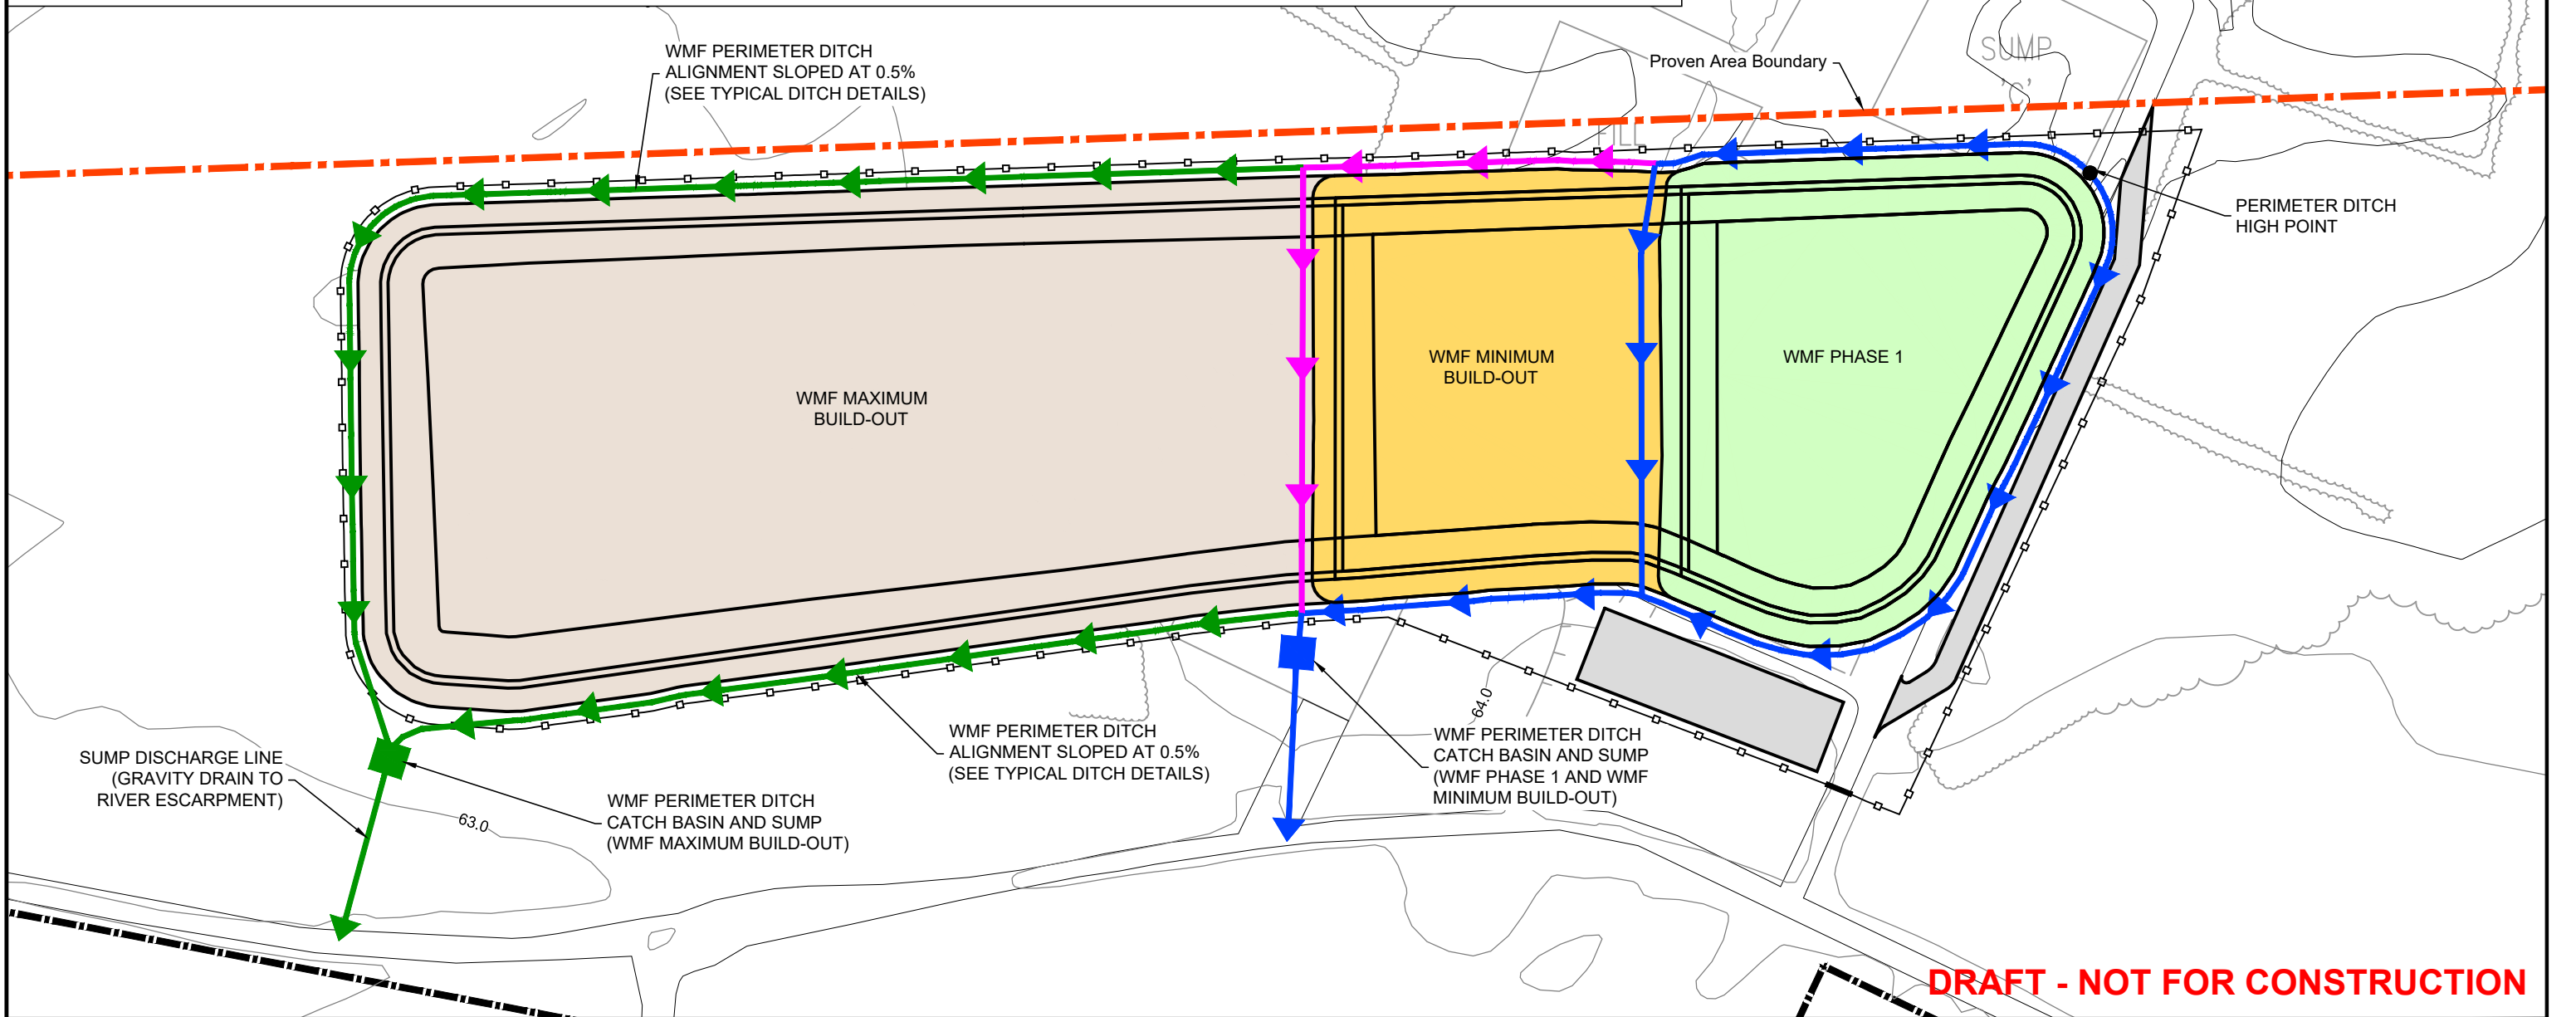 WMF PERIMETER DITCH
ALIGNMENT SLOPED AT 0.5%
(SEE TYPICAL DITCH DETAILS)
Proven Area Boundary
SUMP
FILL
PERIMETER DITCH
HIGH POINT
WMF MAXIMUM
BUILD-OUT
WMF MINIMUM
BUILD-OUT
WMF PHASE 1
SUMP DISCHARGE LINE
(GRAVITY DRAIN TO
RIVER ESCARPMENT)
63.0
WMF PERIMETER DITCH
CATCH BASIN AND SUMP
(WMF MAXIMUM BUILD-OUT)
WMF PERIMETER DITCH
ALIGNMENT SLOPED AT 0.5%
(SEE TYPICAL DITCH DETAILS)
64.0
WMF PERIMETER DITCH
CATCH BASIN AND SUMP
(WMF PHASE 1 AND WMF
MINIMUM BUILD-OUT)
DRAFT - NOT FOR CONSTRUCTION